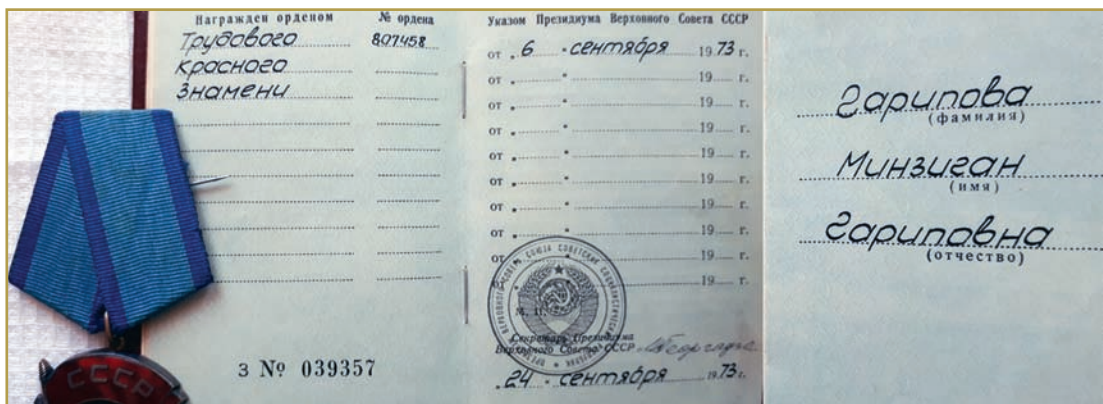 Награжден орденом № ордена
Трудового 807458
Красного
Знамени
3 № 039357
Указом Президиума Верховного Совета СССР
от „6 " сентября 1973 г.
от „ " 19 г.
от „ " 19 г.
от „ " 19 г.
от „ " 19 г.
от „ " 19 г.
от „ " 19 г.
от „ " 19 г.
от „ " 19 г.
от „ " 19 г.
М. П.
Секретарь Президиума
Верховного Совета СССР
„24 " сентября 1973 г.
Гарипова
(фамилия)
Минзиган
(имя)
Гариповна
(отчество)
СССР